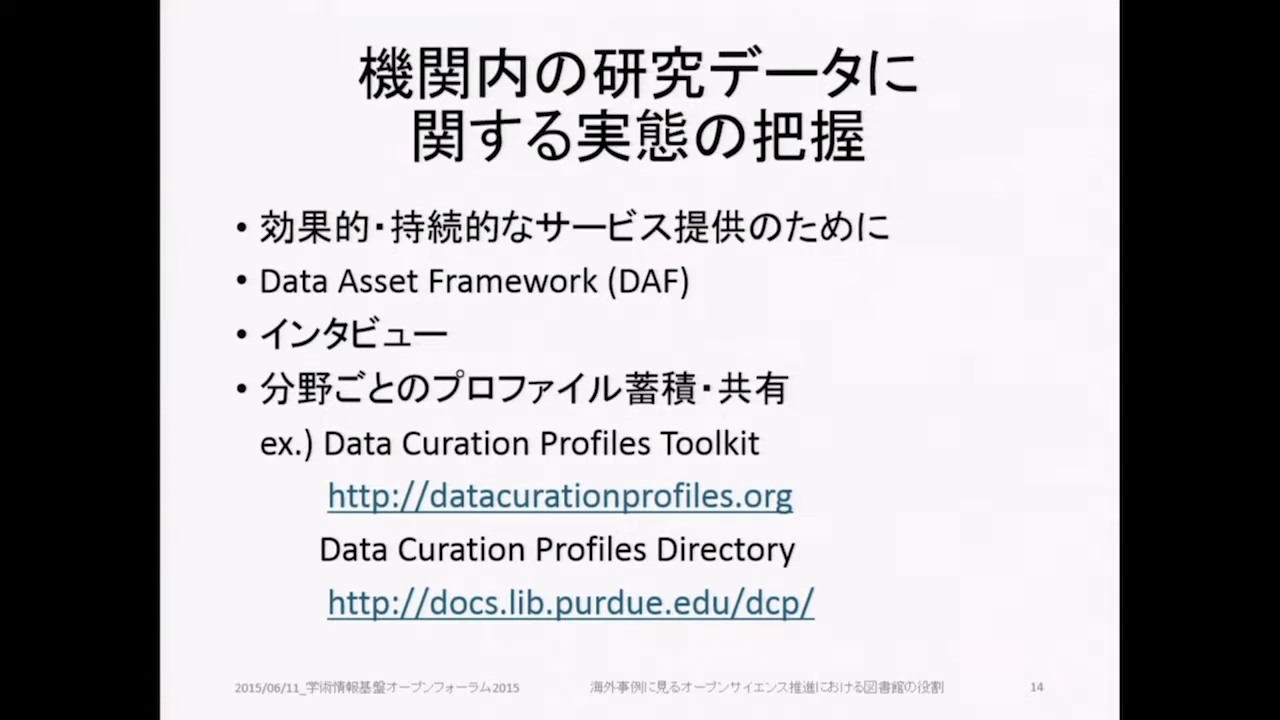 機関内の研究データに
関する実態の把握
• 効果的・持続的なサービス提供のために
• Data Asset Framework (DAF)
• インタビュー
• 分野ごとのプロファイル蓄積・共有
ex.) Data Curation Profiles Toolkit
http://datacurationprofiles.org
Data Curation Profiles Directory
http://docs.lib.purdue.edu/dcp/
2015/06/11_学術情報基盤オープンフォーラム2015 海外事例に見るオープンサイエンス推進における図書館の役割 14